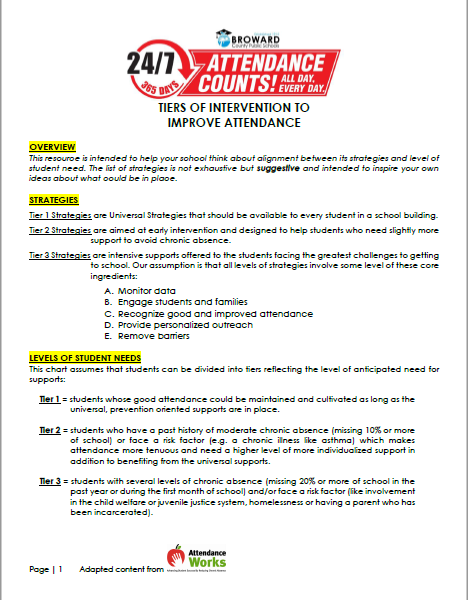 BROWARD
County Public Schools
24/7
365 DAYS
ATTENDANCE
COUNTS! ALL DAY, EVERY DAY.
TIERS OF INTERVENTION TO
IMPROVE ATTENDANCE
OVERVIEW
This resource is intended to help your school think about alignment between its strategies and level of
student need. The list of strategies is not exhaustive but suggestive and intended to inspire your own
ideas about what could be in place.
STRATEGIES
Tier 1 Strategies are Universal Strategies that should be available to every student in a school building.
Tier 2 Strategies are aimed at early intervention and designed to help students who need slightly more
support to avoid chronic absence.
Tier 3 Strategies are intensive supports offered to the students facing the greatest challenges to getting
to school. Our assumption is that all levels of strategies involve some level of these core
ingredients:
A. Monitor data
B. Engage students and families
C. Recognize good and improved attendance
D. Provide personalized outreach
E. Remove barriers
LEVELS OF STUDENT NEEDS
This chart assumes that students can be divided into tiers reflecting the level of anticipated need for
supports:
Tier 1 = students whose good attendance could be maintained and cultivated as long as the
universal, prevention oriented supports are in place.
Tier 2 = students who have a past history of moderate chronic absence (missing 10% or more
of school) or face a risk factor (e.g. a chronic illness like asthma) which makes
attendance more tenuous and need a higher level of more individualized support in
addition to benefiting from the universal supports.
Tier 3 = students with several levels of chronic absence (missing 20% or more of school in the
past year or during the first month of school) and/or face a risk factor (like involvement
in the child welfare or juvenile justice system, homelessness or having a parent who has
been incarcerated).
Page | 1 Adapted content from
Attendance
Works